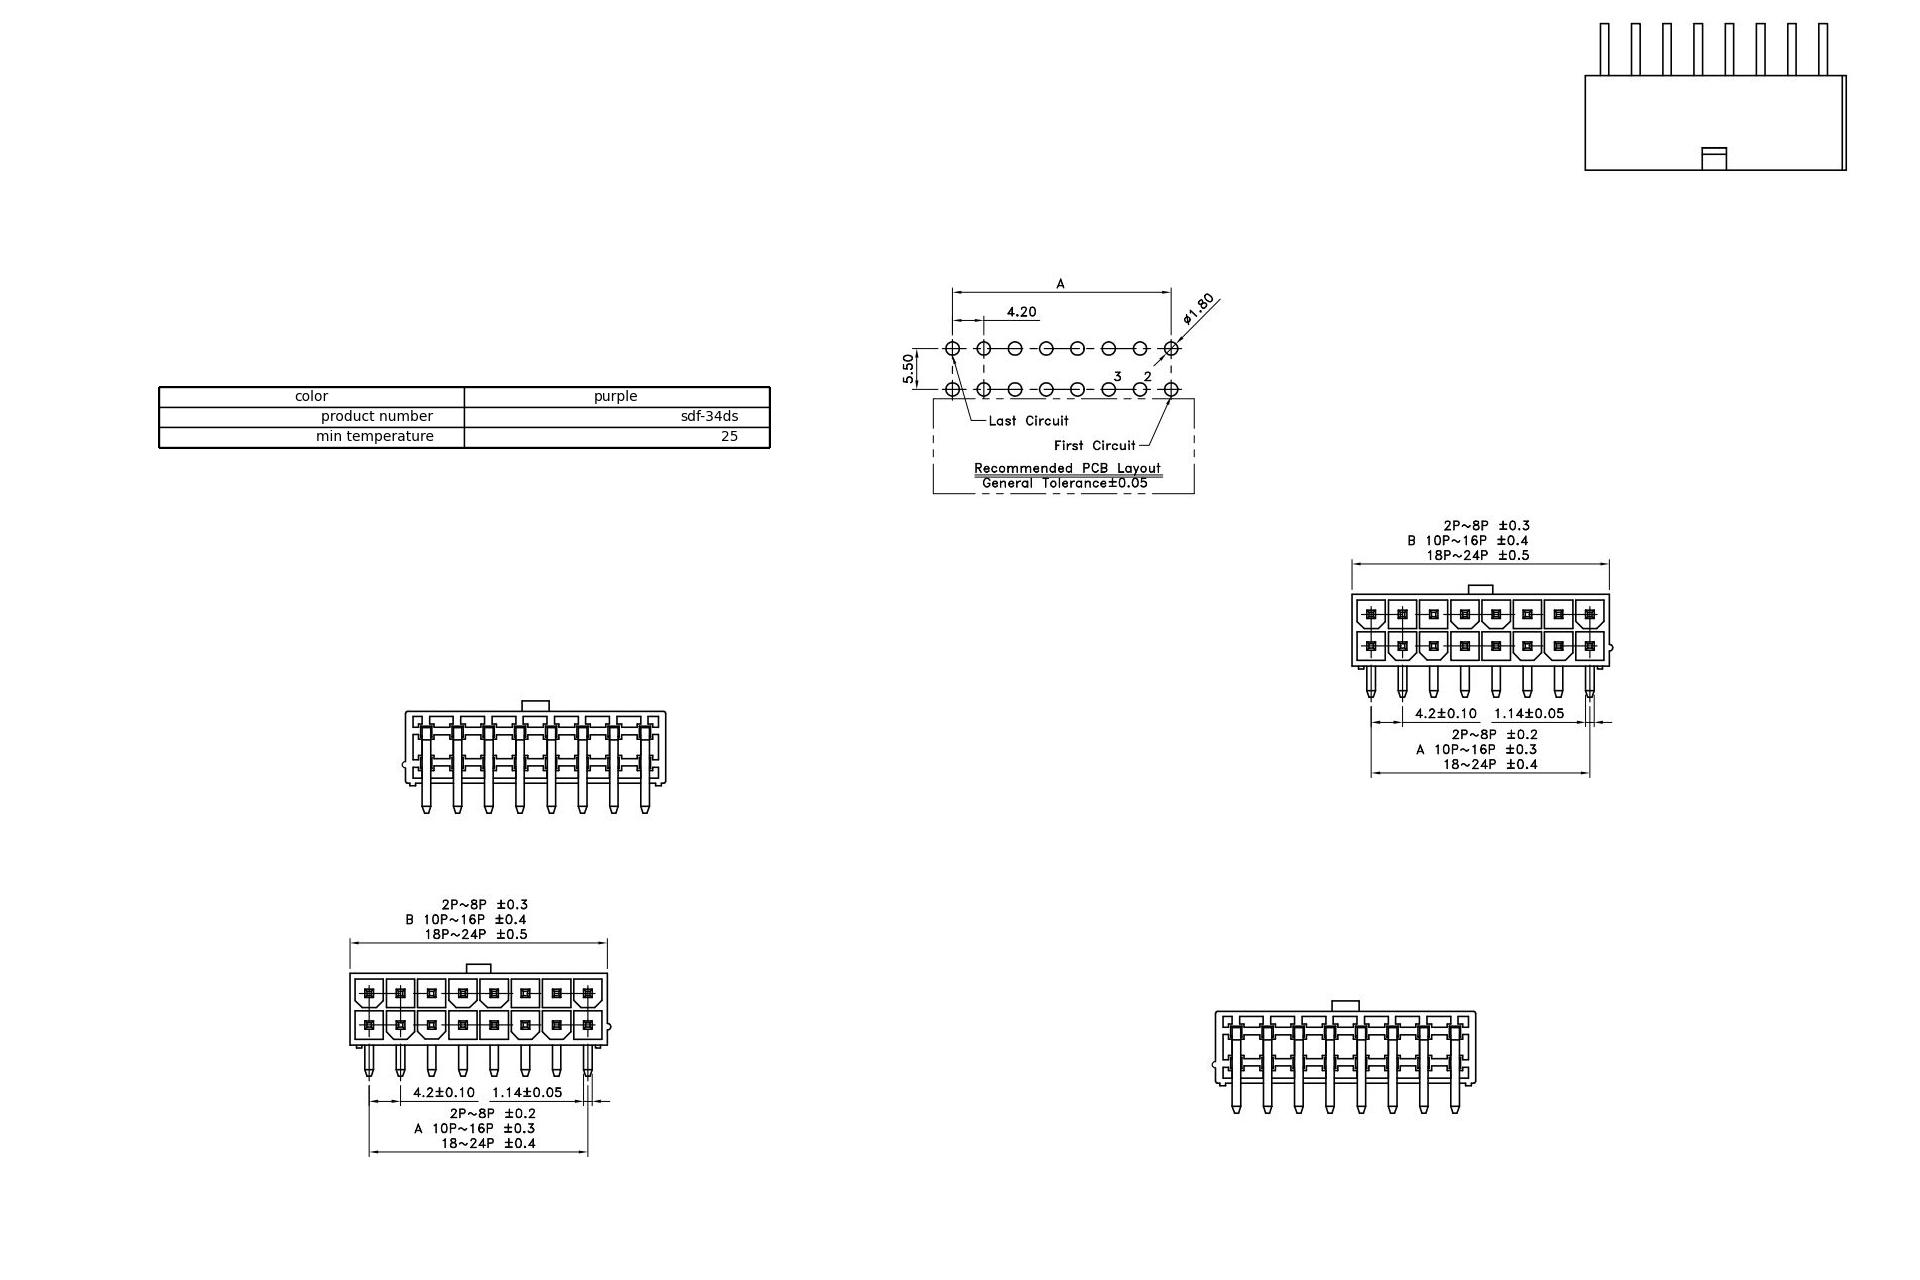 A
4.20
ø1.80
5.50
3 2
Last Circuit
First Circuit
Recommended PCB Layout
General Tolerance±0.05
color purple
product number sdf-34ds
min temperature 25
2P~8P ±0.3
B 10P~16P ±0.4
18P~24P ±0.5
4.2±0.10 1.14±0.05
2P~8P ±0.2
A 10P~16P ±0.3
18~24P ±0.4
2P~8P ±0.3
B 10P~16P ±0.4
18P~24P ±0.5
4.2±0.10 1.14±0.05
2P~8P ±0.2
A 10P~16P ±0.3
18~24P ±0.4